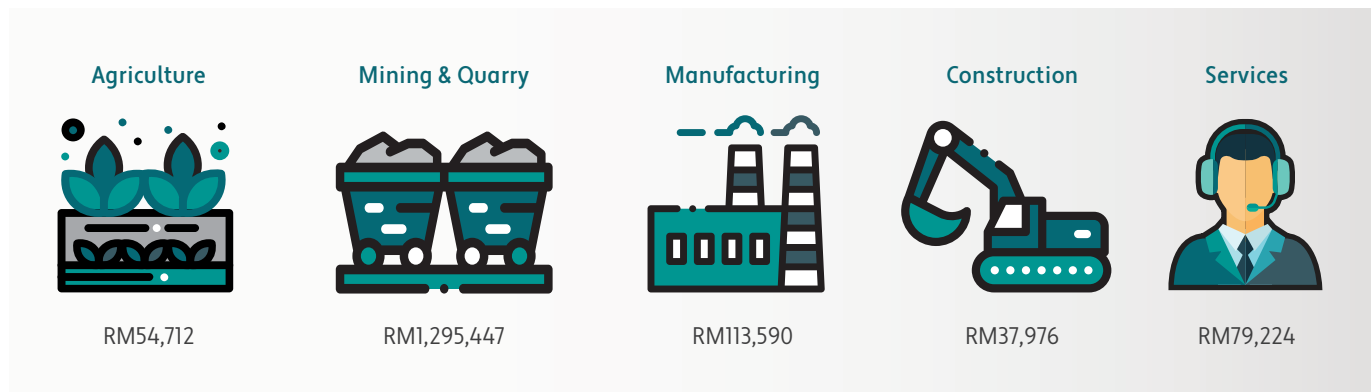 Agriculture
Mining & Quarry
Manufacturing
Construction
Services
RM54,712
RM1,295,447
RM113,590
RM37,976
RM79,224